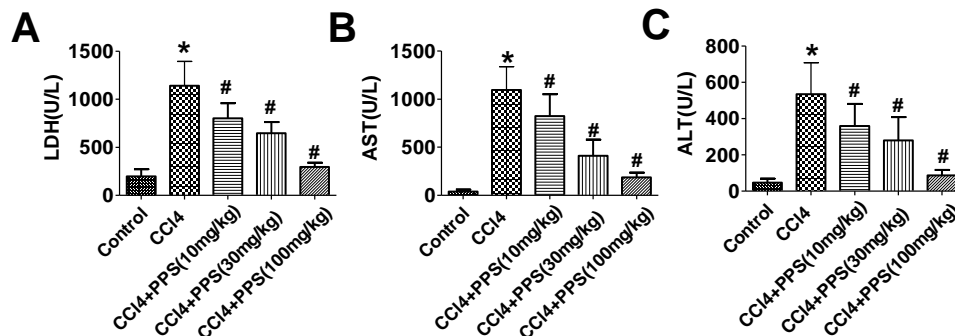 A
LDH(U/L)
1500
1000
500
0
*
#
#
#
Control
CCl4
CCl4+PPS(10mg/kg)
CCl4+PPS(30mg/kg)
CCl4+PPS(100mg/kg)
B
AST(U/L)
1500
1000
500
0
*
#
#
#
Control
CCl4
CCl4+PPS(10mg/kg)
CCl4+PPS(30mg/kg)
CCl4+PPS(100mg/kg)
C
ALT(U/L)
800
600
400
200
0
*
#
#
#
Control
CCl4
CCl4+PPS(10mg/kg)
CCl4+PPS(30mg/kg)
CCl4+PPS(100mg/kg)